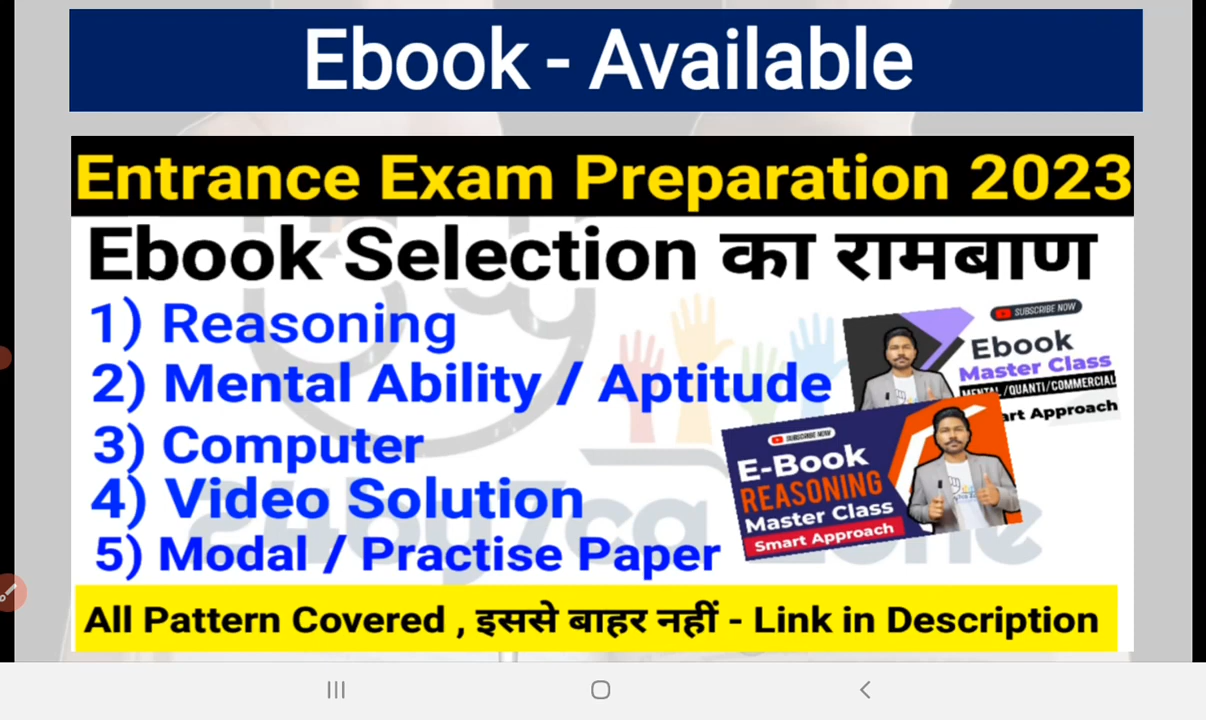 Ebook - Available
Entrance Exam Preparation 2023
Ebook Selection का रामबाण
1) Reasoning
2) Mental Ability / Aptitude
3) Computer
4) Video Solution
5) Modal / Practise Paper
SUBSCRIBE NOW
Ebook
Master Class
MENTAL/QUANTI/COMMERCIAL
Approach
SUBSCRIBE NOW
E-Book
REASONING
Master Class
Smart Approach
All Pattern Covered , इससे बाहर नहीं - Link in Description